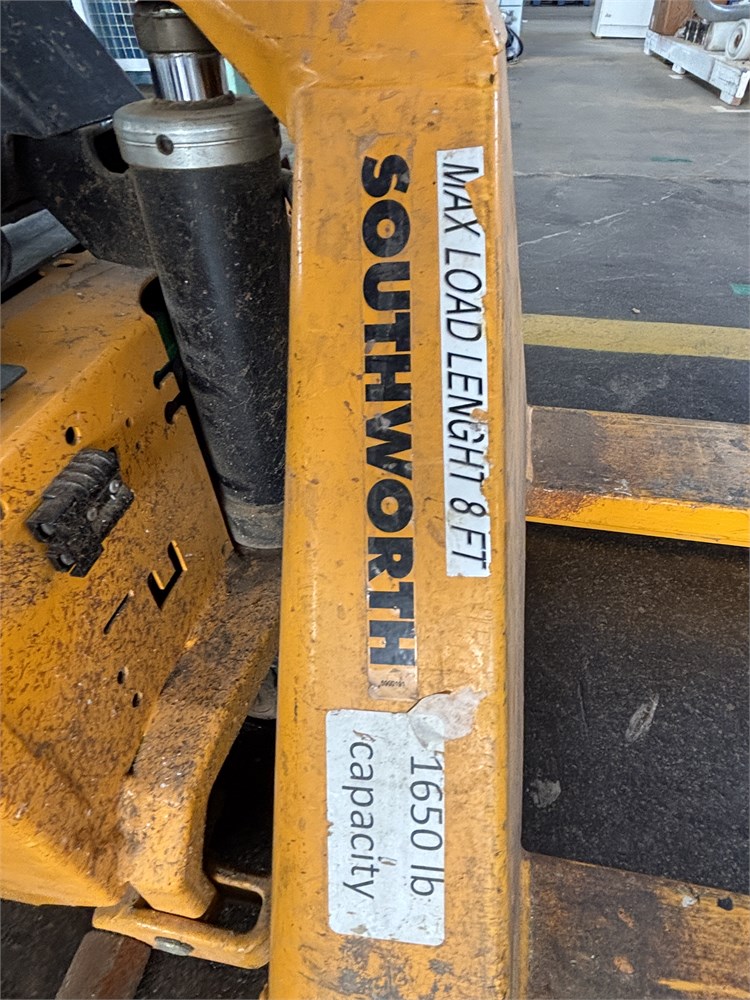 MAX LOAD LENGHT 8 FT
SOUTHWORTH
1650 lb
capacity